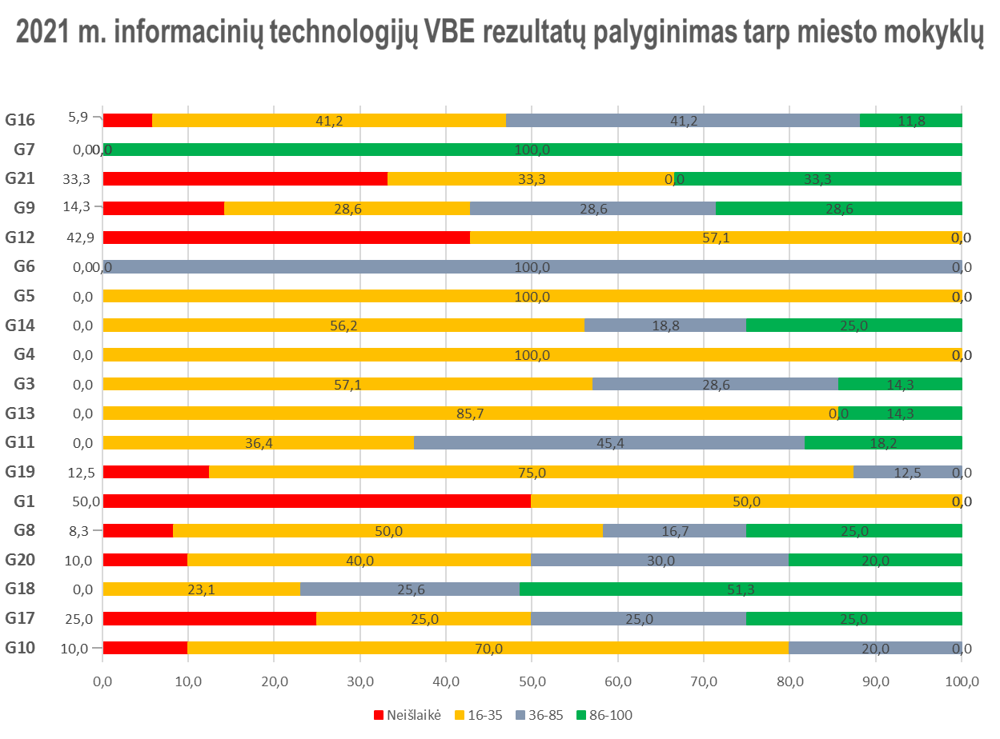 2021 m. informacinių technologijų VBE rezultatų palyginimas tarp miesto mokyklų
G16 5,9 41,2 41,2 11,8
G7 0,0 0,0 100,0
G21 33,3 33,3 0,0 33,3
G9 14,3 28,6 28,6 28,6
G12 42,9 57,1 0,0
G6 0,0 0,0 100,0 0,0
G5 0,0 100,0 0,0
G14 0,0 56,2 18,8 25,0
G4 0,0 100,0 0,0
G3 0,0 57,1 28,6 14,3
G13 0,0 85,7 0,0 14,3
G11 0,0 36,4 45,4 18,2
G19 12,5 75,0 12,5 0,0
G1 50,0 50,0 0,0
G8 8,3 50,0 16,7 25,0
G20 10,0 40,0 30,0 20,0
G18 0,0 23,1 25,6 51,3
G17 25,0 25,0 25,0 25,0
G10 10,0 70,0 20,0 0,0
0,0 10,0 20,0 30,0 40,0 50,0 60,0 70,0 80,0 90,0 100,0
Neišlaikė 16-35 36-85 86-100